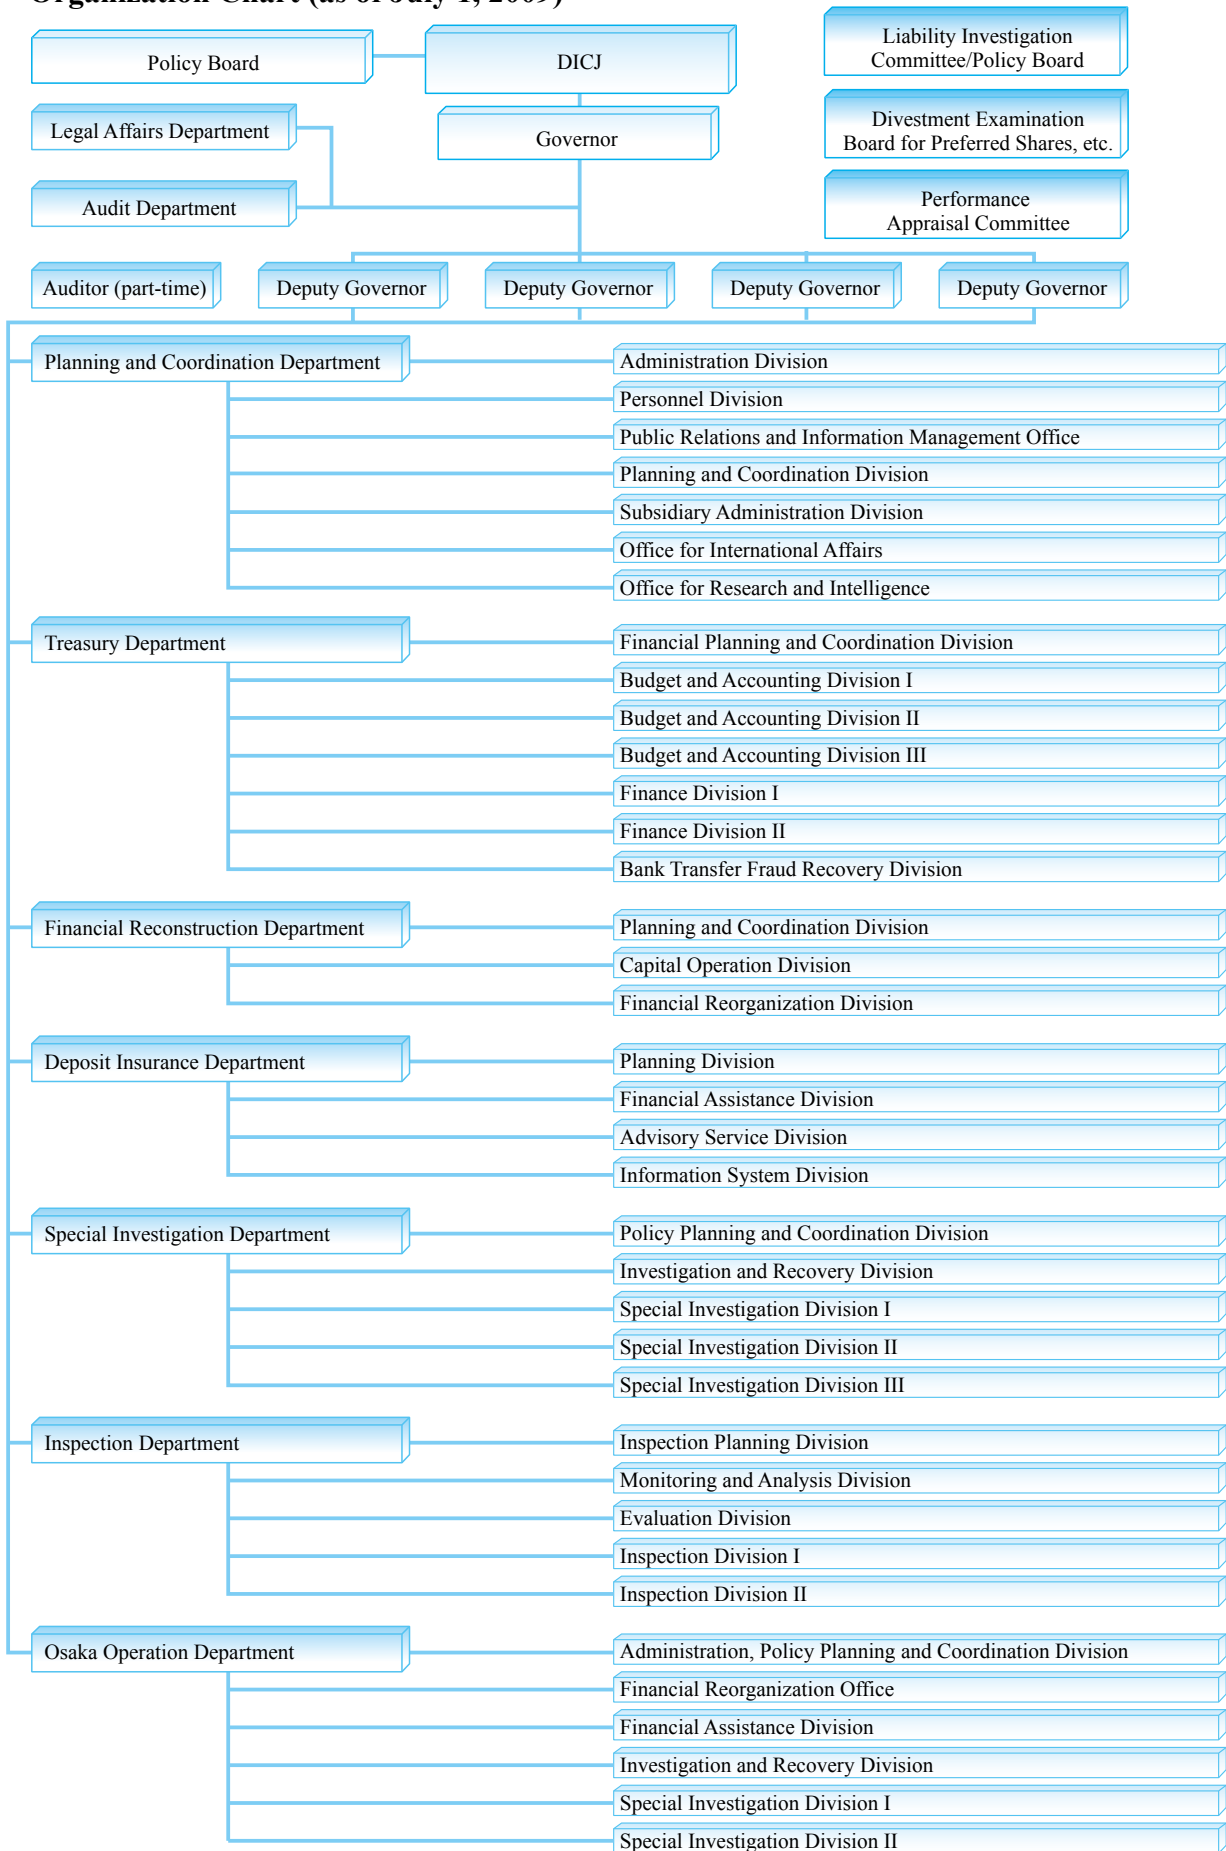 Organization Chart (as of July 1, 2009)
Policy Board
DICJ
Liability Investigation
Committee/Policy Board
Legal Affairs Department
Governor
Divestment Examination
Board for Preferred Shares, etc.
Audit Department
Performance
Appraisal Committee
Auditor (part-time)
Deputy Governor
Deputy Governor
Deputy Governor
Deputy Governor
Planning and Coordination Department
Administration Division
Personnel Division
Public Relations and Information Management Office
Planning and Coordination Division
Subsidiary Administration Division
Office for International Affairs
Office for Research and Intelligence
Treasury Department
Financial Planning and Coordination Division
Budget and Accounting Division I
Budget and Accounting Division II
Budget and Accounting Division III
Finance Division I
Finance Division II
Bank Transfer Fraud Recovery Division
Financial Reconstruction Department
Planning and Coordination Division
Capital Operation Division
Financial Reorganization Division
Deposit Insurance Department
Planning Division
Financial Assistance Division
Advisory Service Division
Information System Division
Special Investigation Department
Policy Planning and Coordination Division
Investigation and Recovery Division
Special Investigation Division I
Special Investigation Division II
Special Investigation Division III
Inspection Department
Inspection Planning Division
Monitoring and Analysis Division
Evaluation Division
Inspection Division I
Inspection Division II
Osaka Operation Department
Administration, Policy Planning and Coordination Division
Financial Reorganization Office
Financial Assistance Division
Investigation and Recovery Division
Special Investigation Division I
Special Investigation Division II